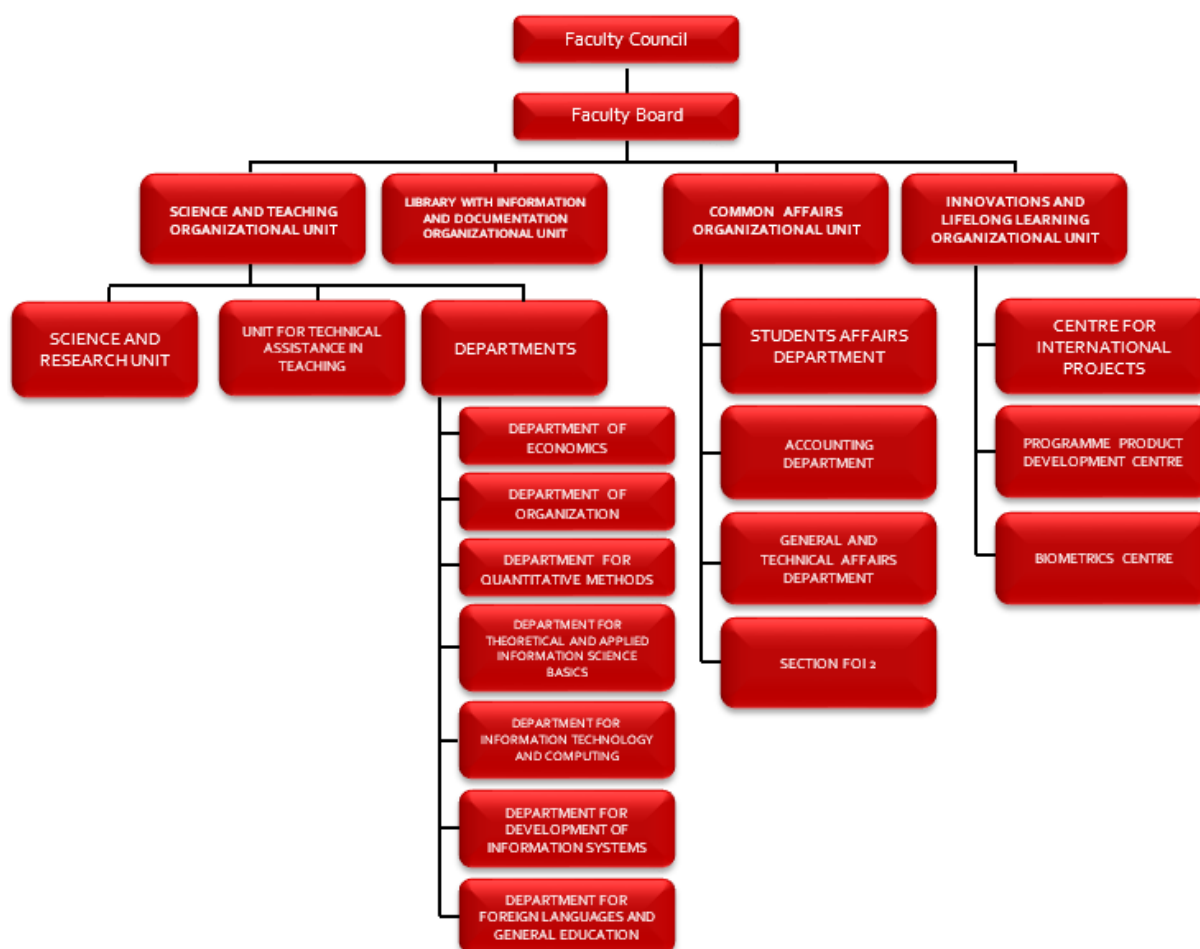 Faculty Council
Faculty Board
SCIENCE AND TEACHING
ORGANIZATIONAL UNIT
LIBRARY WITH INFORMATION
AND DOCUMENTATION
ORGANIZATIONAL UNIT
COMMON AFFAIRS
ORGANIZATIONAL UNIT
INNOVATIONS AND
LIFELONG LEARNING
ORGANIZATIONAL UNIT
SCIENCE AND
RESEARCH UNIT
UNIT FOR TECHNICAL
ASSISTANCE IN
TEACHING
DEPARTMENTS
DEPARTMENT OF
ECONOMICS
DEPARTMENT OF
ORGANIZATION
DEPARTMENT FOR
QUANTITATIVE METHODS
DEPARTMENT FOR
THEORETICAL AND APPLIED
INFORMATION SCIENCE
BASICS
DEPARTMENT FOR
INFORMATION TECHNOLOGY
AND COMPUTING
DEPARTMENT FOR
DEVELOPMENT OF
INFORMATION SYSTEMS
DEPARTMENT FOR
FOREIGN LANGUAGES AND
GENERAL EDUCATION
STUDENTS AFFAIRS
DEPARTMENT
ACCOUNTING
DEPARTMENT
GENERAL AND
TECHNICAL AFFAIRS
DEPARTMENT
SECTION FOI 2
CENTRE FOR
INTERNATIONAL
PROJECTS
PROGRAMME PRODUCT
DEVELOPMENT CENTRE
BIOMETRICS CENTRE